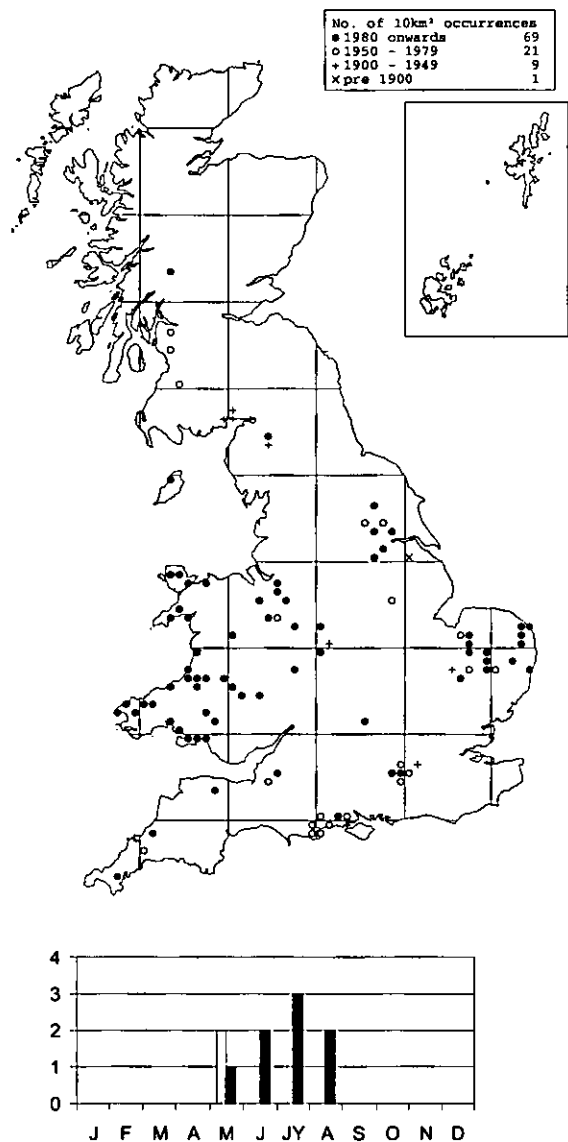 No. of 10km² occurrences
● 1980 onwards 69
○ 1950 - 1979 21
+ 1900 - 1949 9
× pre 1900 1
4
3
2
1
0
J F M A M J JY A S O N D